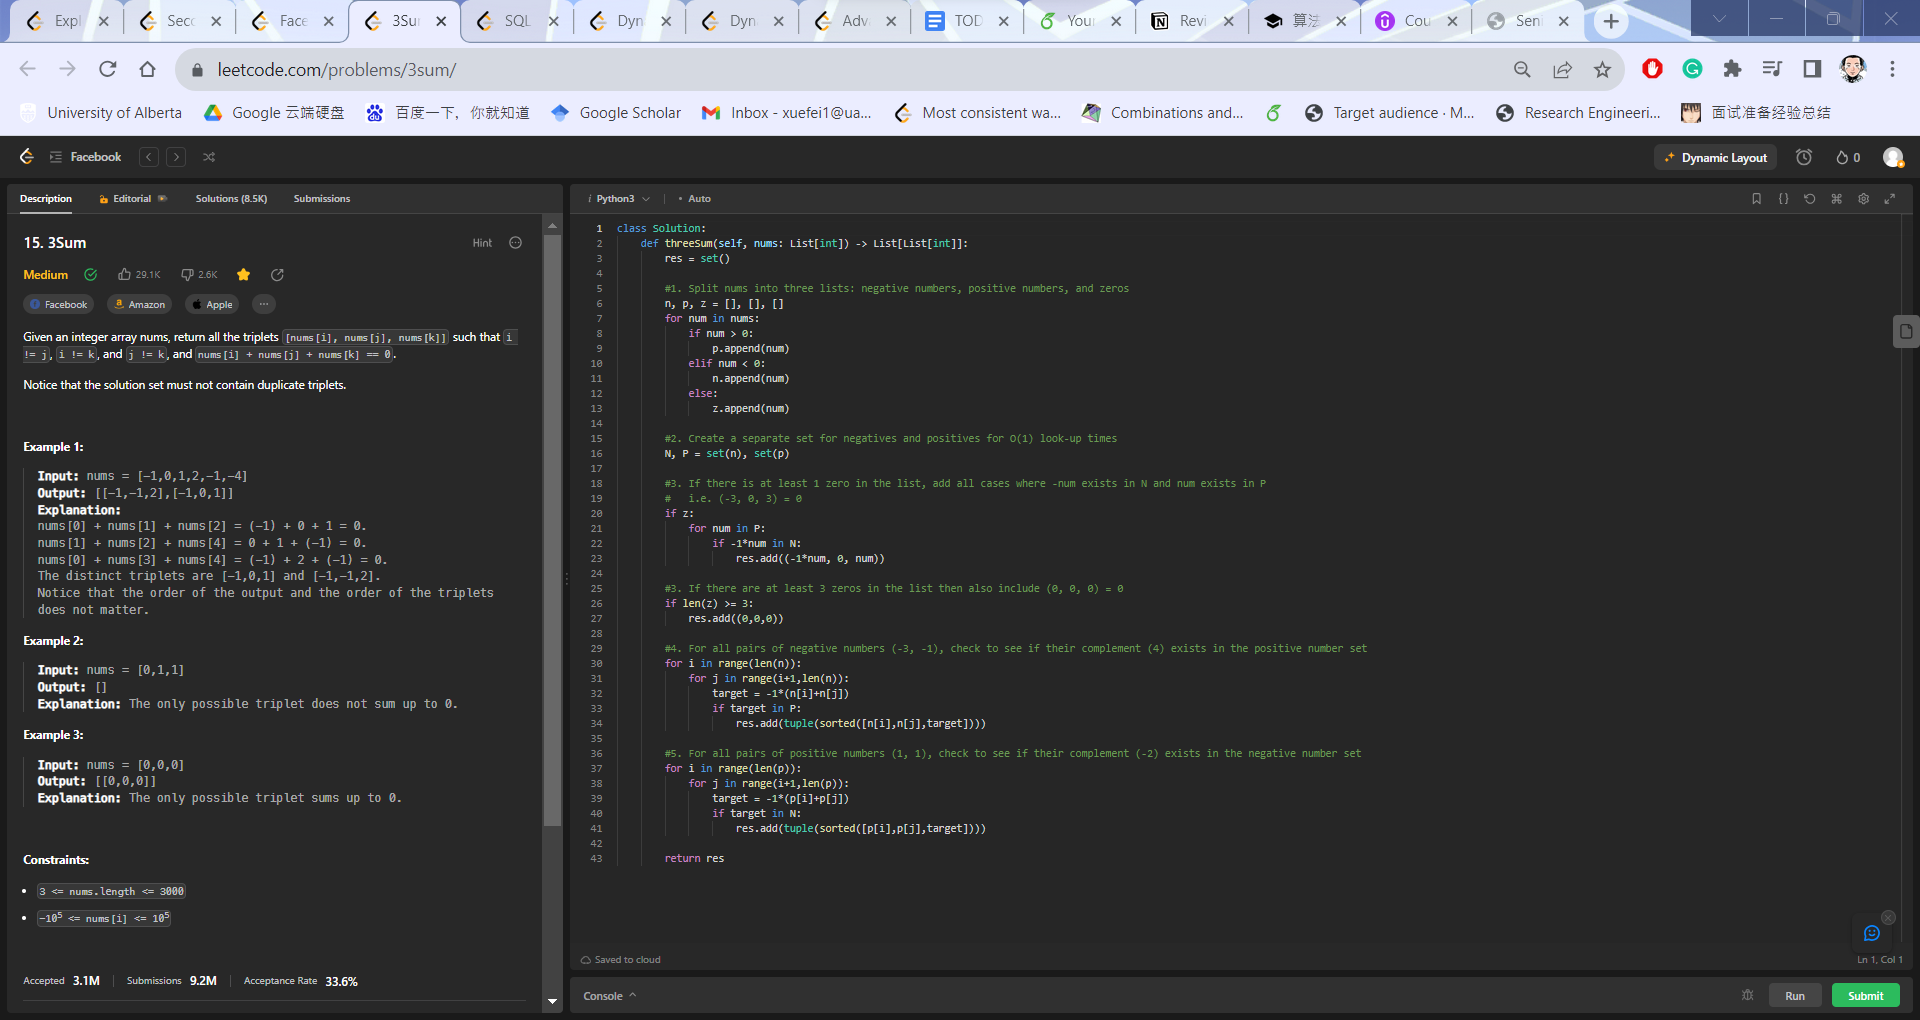 Expl
Sec
Face
3Su
SQL
Dyn
Dyn
Adv
TOD
Your
Revi
算法
Cou
Seni
leetcode.com/problems/3sum/
University of Alberta
Google 云端硬盘
百度一下，你就知道
Google Scholar
Inbox - xuefei1@ua...
Most consistent wa...
Combinations and...
Target audience · M...
Research Engineeri...
面试准备经验总结
Facebook
Dynamic Layout
0
Description
Editorial
Solutions (8.5K)
Submissions
15. 3Sum
Hint
Medium
29.1K
2.6K
Facebook
Amazon
Apple
...
Given an integer array nums, return all the triplets [nums[i], nums[j], nums[k]] such that i
!= j, i != k, and j != k, and nums[i] + nums[j] + nums[k] == 0.
Notice that the solution set must not contain duplicate triplets.
Example 1:
Input: nums = [-1,0,1,2,-1,-4]
Output: [[-1,-1,2],[-1,0,1]]
Explanation:
nums[0] + nums[1] + nums[2] = (-1) + 0 + 1 = 0.
nums[1] + nums[2] + nums[4] = 0 + 1 + (-1) = 0.
nums[0] + nums[3] + nums[4] = (-1) + 2 + (-1) = 0.
The distinct triplets are [-1,0,1] and [-1,-1,2].
Notice that the order of the output and the order of the triplets
does not matter.
Example 2:
Input: nums = [0,1,1]
Output: []
Explanation: The only possible triplet does not sum up to 0.
Example 3:
Input: nums = [0,0,0]
Output: [[0,0,0]]
Explanation: The only possible triplet sums up to 0.
Constraints:
• 3 <= nums.length <= 3000
• -10⁵ <= nums[i] <= 10⁵
Accepted 3.1M
Submissions 9.2M
Acceptance Rate 33.6%
i Python3
• Auto
1 class Solution:
2 def threeSum(self, nums: List[int]) -> List[List[int]]:
3 res = set()
4
5 #1. Split nums into three lists: negative numbers, positive numbers, and zeros
6 n, p, z = [], [], []
7 for num in nums:
8 if num > 0:
9 p.append(num)
10 elif num < 0:
11 n.append(num)
12 else:
13 z.append(num)
14
15 #2. Create a separate set for negatives and positives for O(1) look-up times
16 N, P = set(n), set(p)
17
18 #3. If there is at least 1 zero in the list, add all cases where -num exists in N and num exists in P
19 # i.e. (-3, 0, 3) = 0
20 if z:
21 for num in P:
22 if -1*num in N:
23 res.add((-1*num, 0, num))
24
25 #3. If there are at least 3 zeros in the list then also include (0, 0, 0) = 0
26 if len(z) >= 3:
27 res.add((0,0,0))
28
29 #4. For all pairs of negative numbers (-3, -1), check to see if their complement (4) exists in the positive number set
30 for i in range(len(n)):
31 for j in range(i+1,len(n)):
32 target = -1*(n[i]+n[j])
33 if target in P:
34 res.add(tuple(sorted([n[i],n[j],target])))
35
36 #5. For all pairs of positive numbers (1, 1), check to see if their complement (-2) exists in the negative number set
37 for i in range(len(p)):
38 for j in range(i+1,len(p)):
39 target = -1*(p[i]+p[j])
40 if target in N:
41 res.add(tuple(sorted([p[i],p[j],target])))
42
43 return res
Saved to cloud
Ln 1, Col 1
Console
Run
Submit